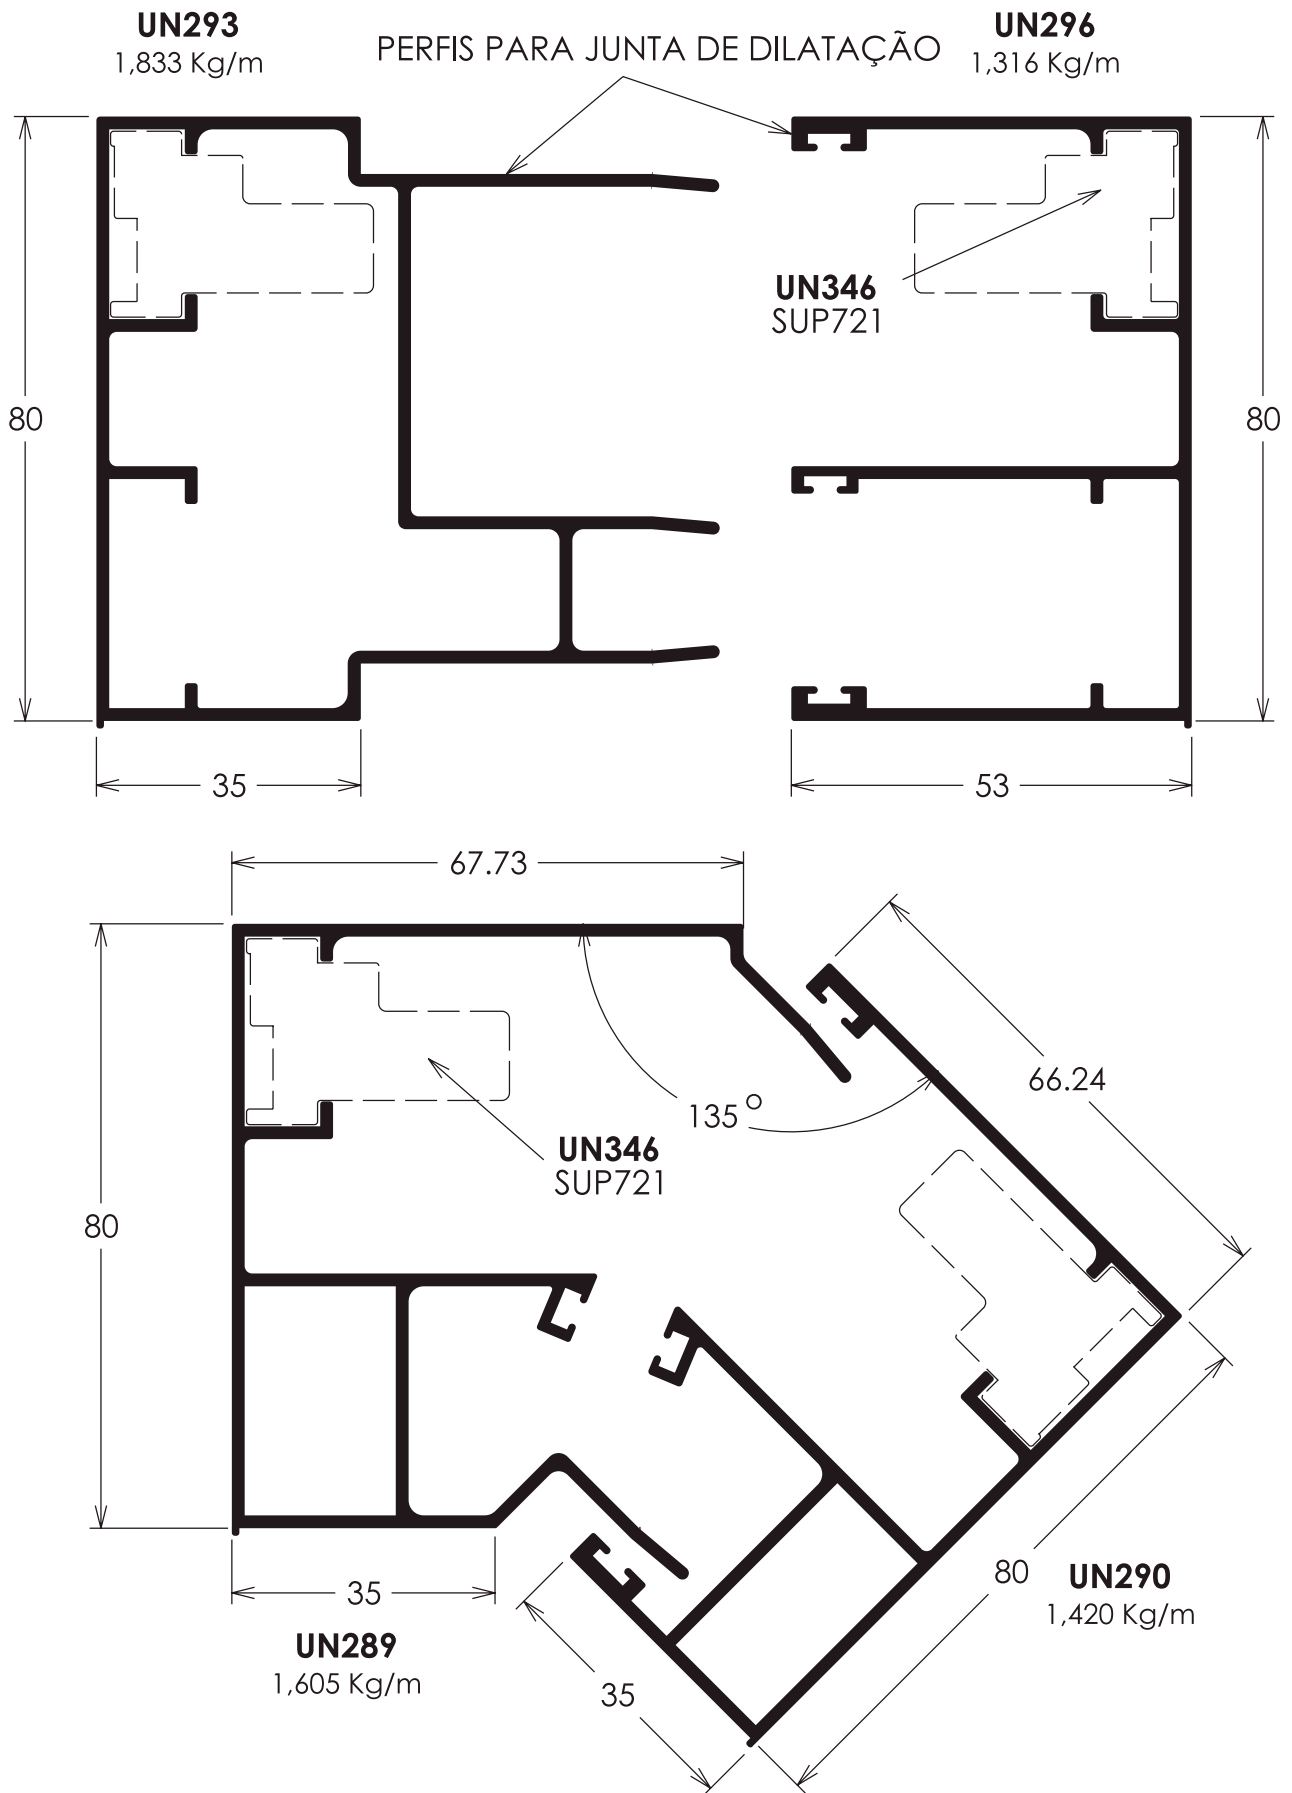 UN293
1,833 Kg/m
PERFIS PARA JUNTA DE DILATAÇÃO
UN296
1,316 Kg/m
UN346
SUP721
80
80
35
53
67.73
80
66.24
135°
UN346
SUP721
35
UN289
1,605 Kg/m
35
80
UN290
1,420 Kg/m